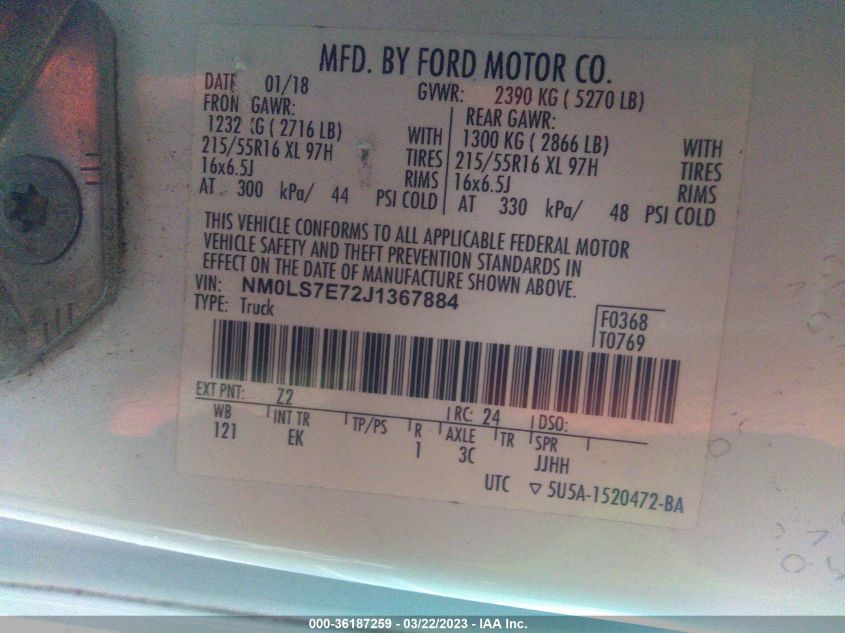 MFD. BY FORD MOTOR CO.
DATE 01/18 GVWR: 2390 KG ( 5270 LB)
FRON GAWR: REAR GAWR:
1232 KG ( 2716 LB) WITH 1300 KG ( 2866 LB) WITH
215/55R16 XL 97H TIRES 215/55R16 XL 97H TIRES
16x6.5J RIMS 16x6.5J RIMS
AT 300 kPa/ 44 PSI COLD AT 330 kPa/ 48 PSI COLD
THIS VEHICLE CONFORMS TO ALL APPLICABLE FEDERAL MOTOR
VEHICLE SAFETY AND THEFT PREVENTION STANDARDS IN
EFFECT ON THE DATE OF MANUFACTURE SHOWN ABOVE.
VIN: NM0LS7E72J1367884
TYPE: Truck
F0368
T0769
EXT PNT: Z2 RC: 24 DSO:
WB INT TR TP/PS R AXLE TR SPR
121 EK 1 3C JJHH
UTC ▽ 5U5A-1520472-BA
000-36187259 - 03/22/2023 - IAA Inc.